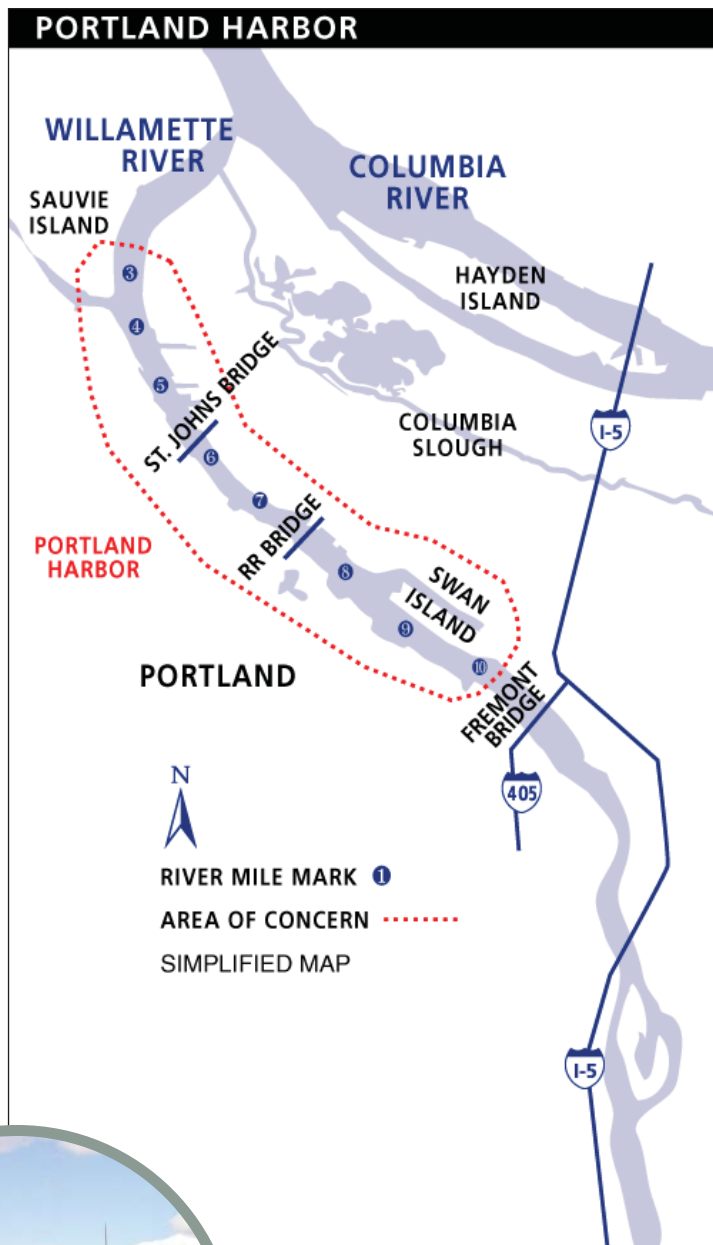 PORTLAND HARBOR
WILLAMETTE
RIVER
COLUMBIA
RIVER
SAUVIE
ISLAND
HAYDEN
ISLAND
3
4
5
ST. JOHNS BRIDGE
6
COLUMBIA
SLOUGH
I-5
7
RR BRIDGE
PORTLAND
HARBOR
8
SWAN
ISLAND
9
10
PORTLAND
FREMONT
BRIDGE
405
N
RIVER MILE MARK 1
AREA OF CONCERN
SIMPLIFIED MAP
I-5